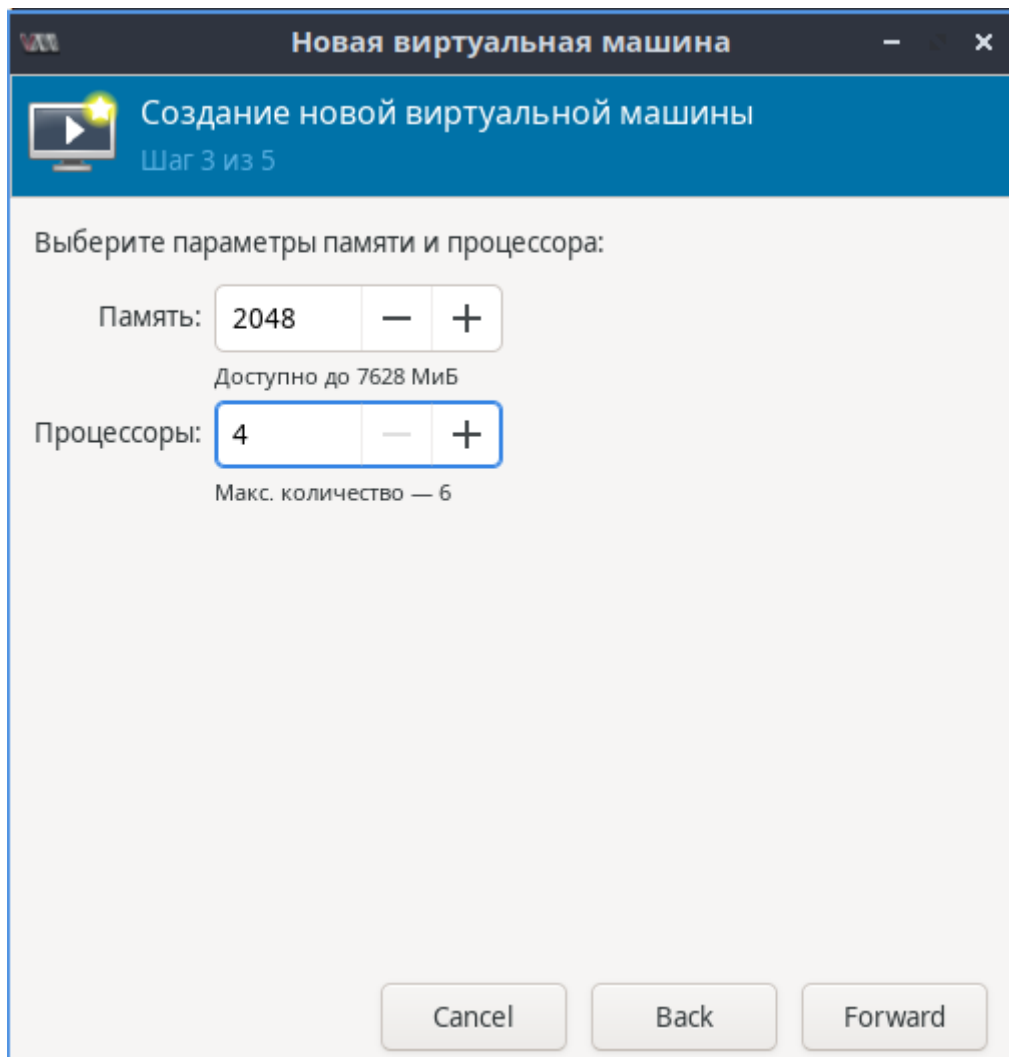 Новая виртуальная машина
Создание новой виртуальной машины
Шаг 3 из 5
Выберите параметры памяти и процессора:
Память: 2048
Доступно до 7628 МиБ
Процессоры: 4
Макс. количество — 6
Cancel Back Forward